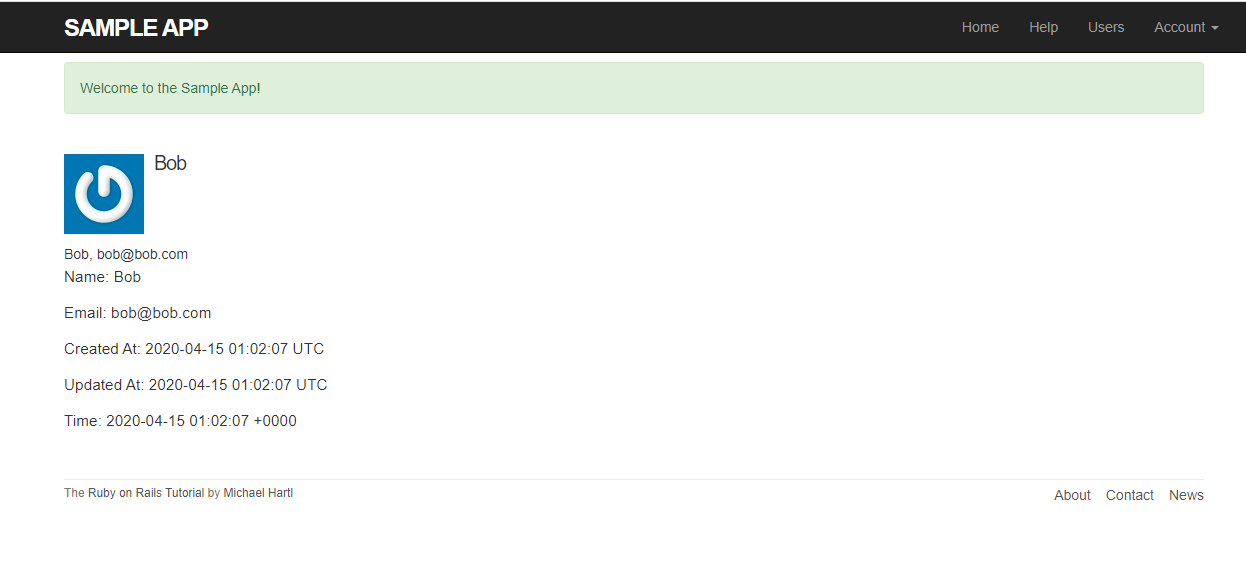 SAMPLE APP Home Help Users Account
Welcome to the Sample App!
Bob
Bob, bob@bob.com
Name: Bob
Email: bob@bob.com
Created At: 2020-04-15 01:02:07 UTC
Updated At: 2020-04-15 01:02:07 UTC
Time: 2020-04-15 01:02:07 +0000
The Ruby on Rails Tutorial by Michael Hartl About Contact News